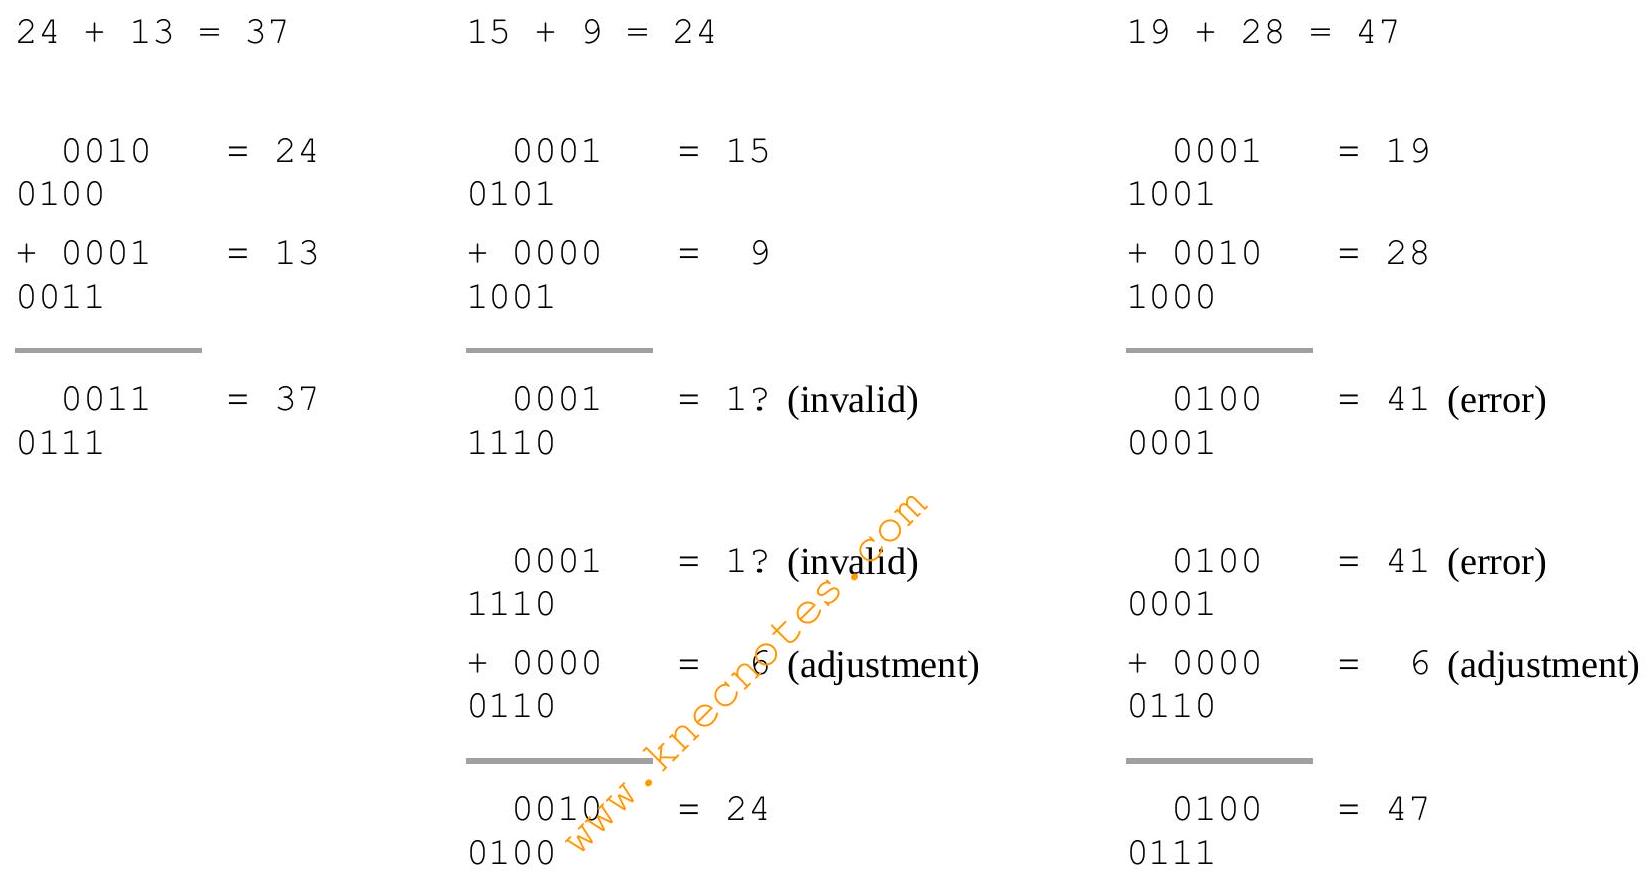 24 + 13 = 37 15 + 9 = 24 19 + 28 = 47
0010 = 24 0001 = 15 0001 = 19
0100 0101 1001
+ 0001 = 13 + 0000 = 9 + 0010 = 28
0011 1001 1000
0011 = 37 0001 = 1? (invalid) 0100 = 41 (error)
0111 1110 0001
0001 = 1? (invalid) 0100 = 41 (error)
1110 0001
+ 0000 = 6 (adjustment) + 0000 = 6 (adjustment)
0110 0110
0010 = 24 0100 = 47
0100 0111
www.knecnotes.com